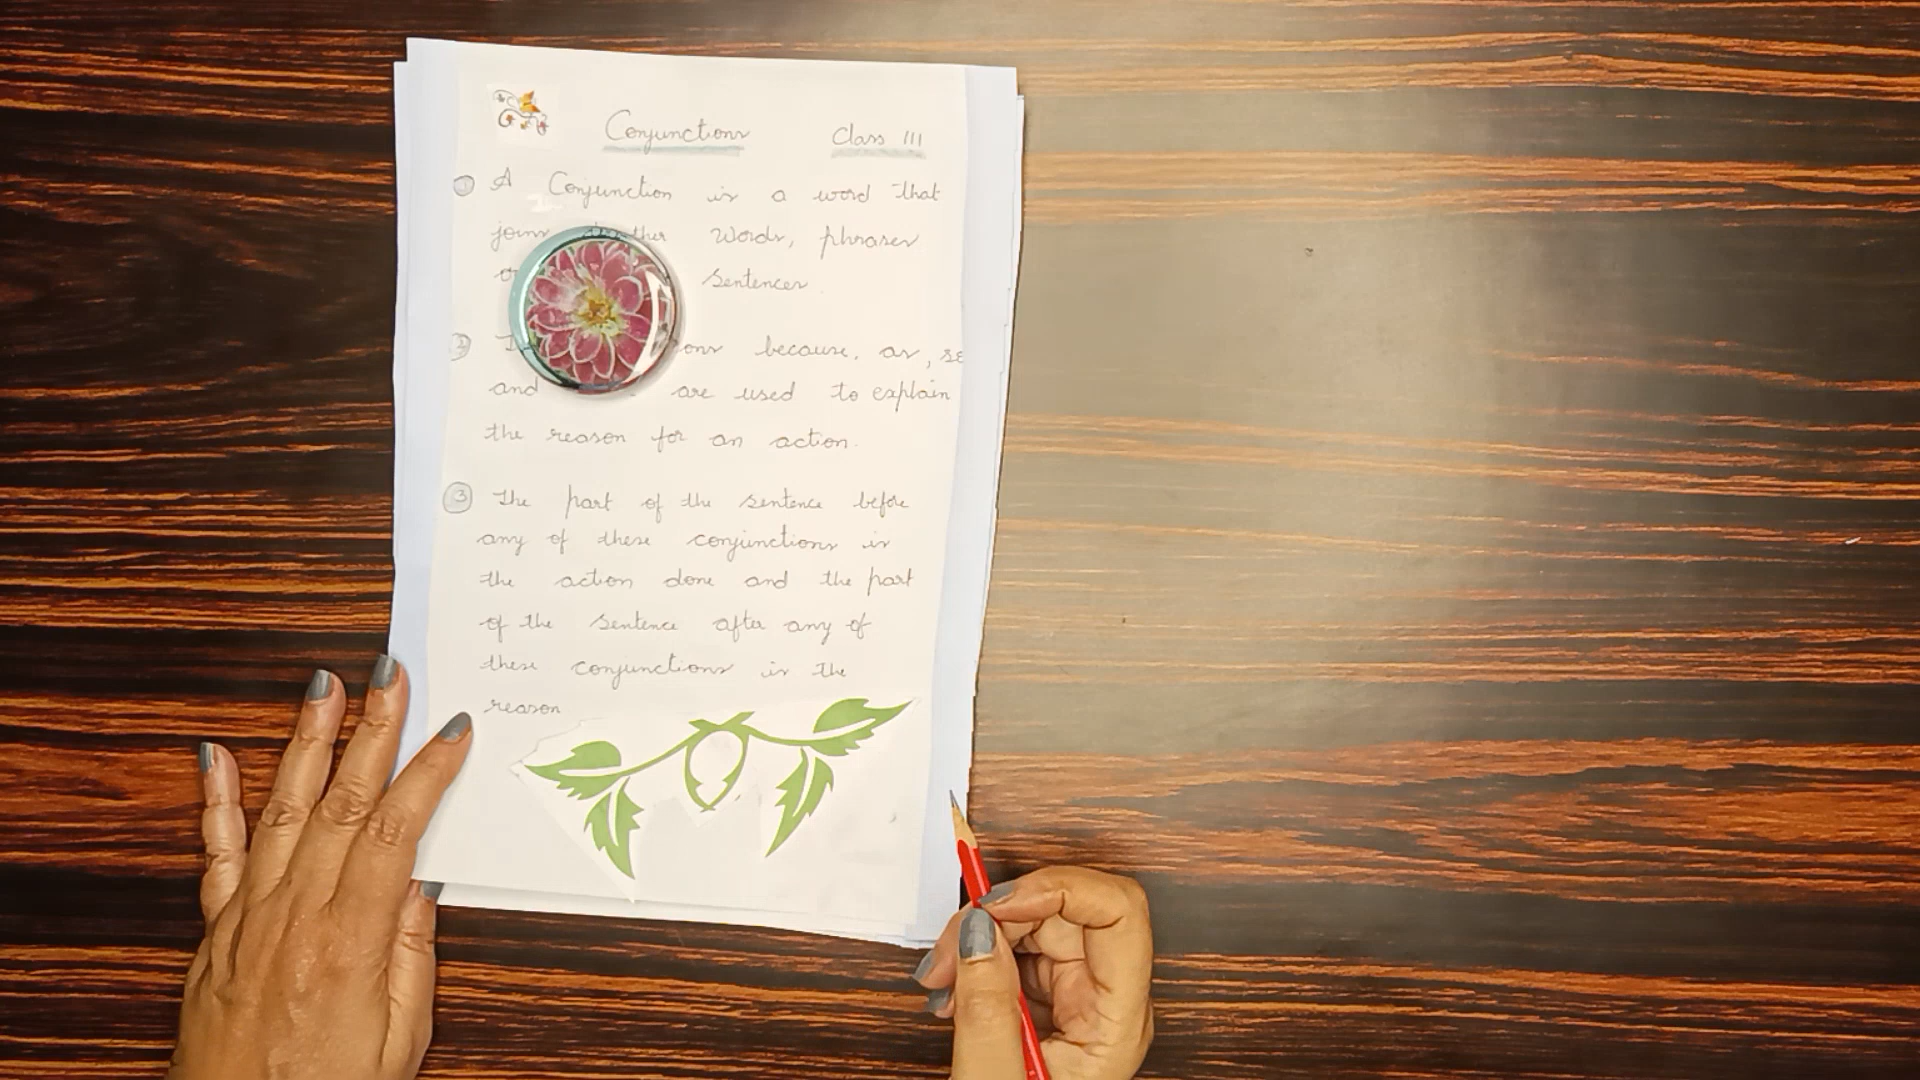 Conjunctions Class III
① A Conjunction is a word that
joins words, phrases
sentences.
because, as,
and are used to explain
the reason for an action.
③ The part of the sentence before
any of these conjunctions is
the action done and the part
of the sentence after any of
these conjunctions is the
reason